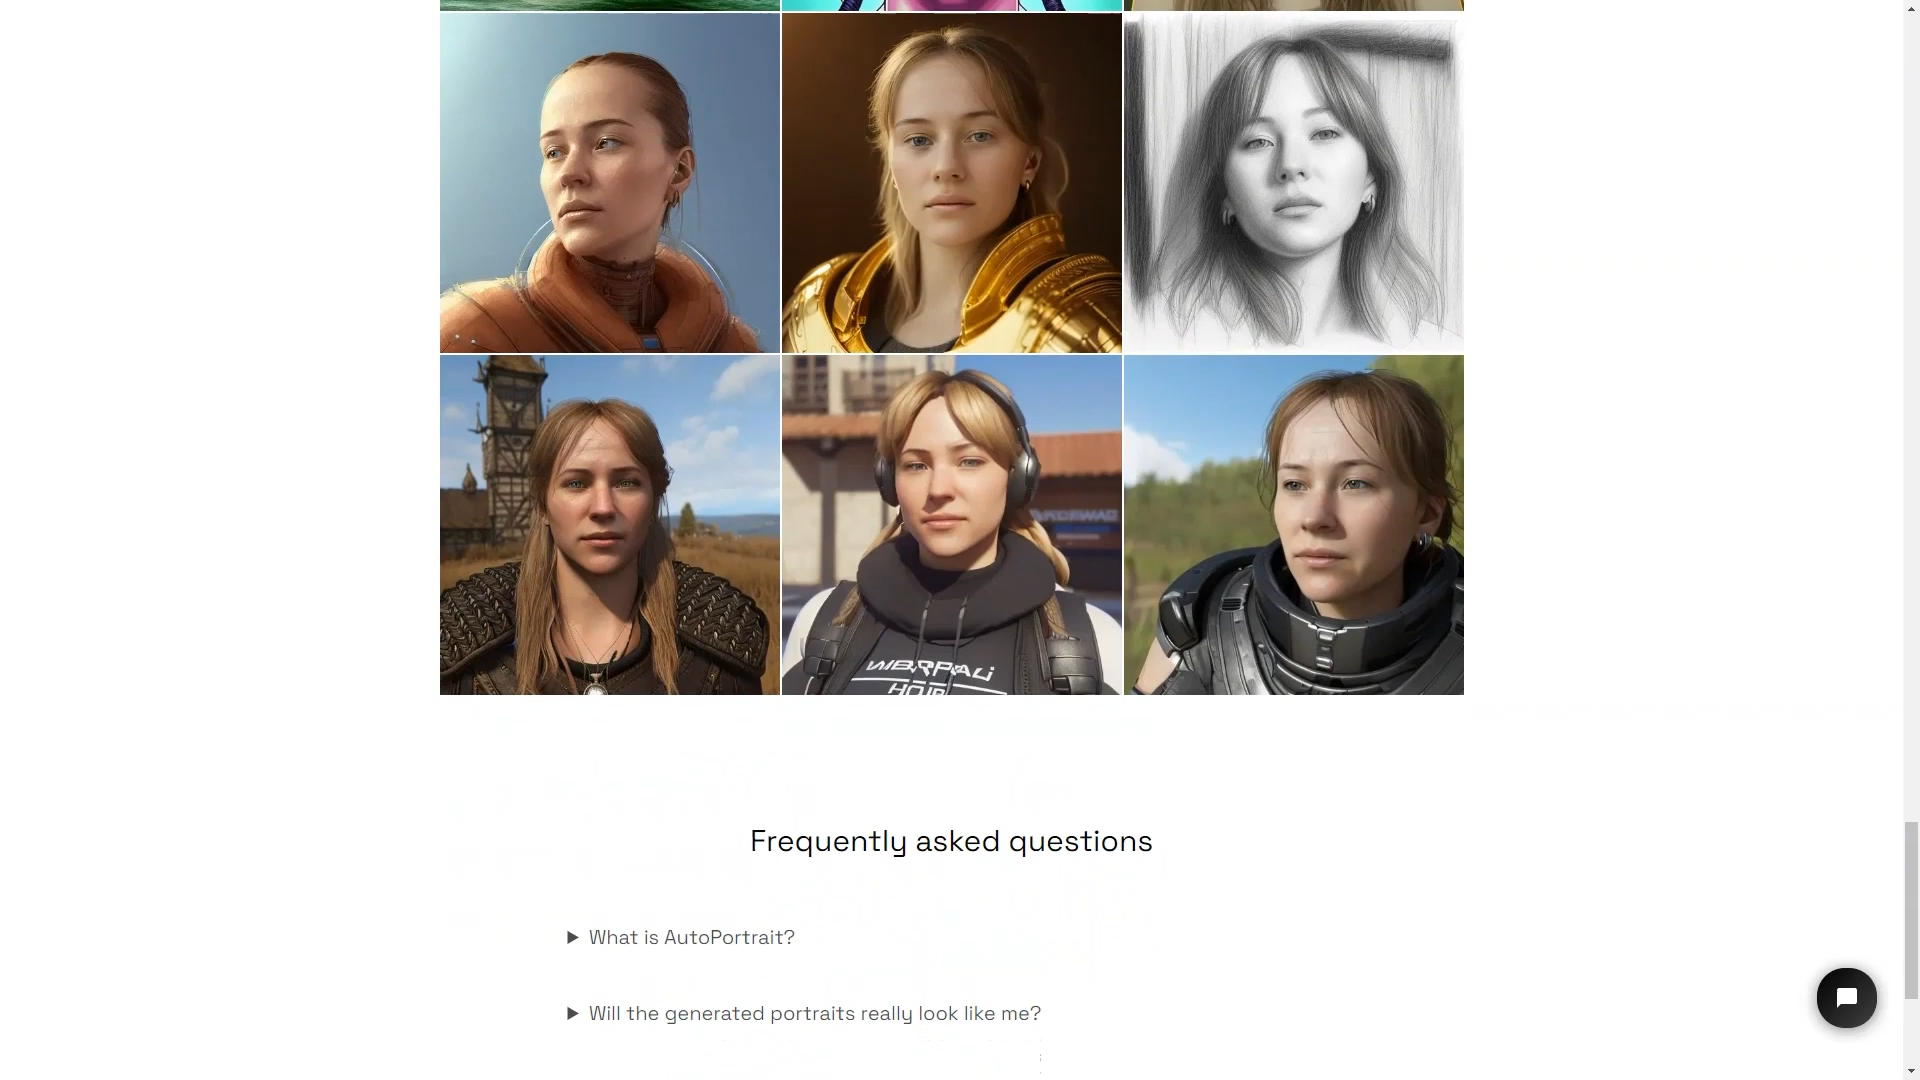 Frequently asked questions
What is AutoPortrait?
Will the generated portraits really look like me?